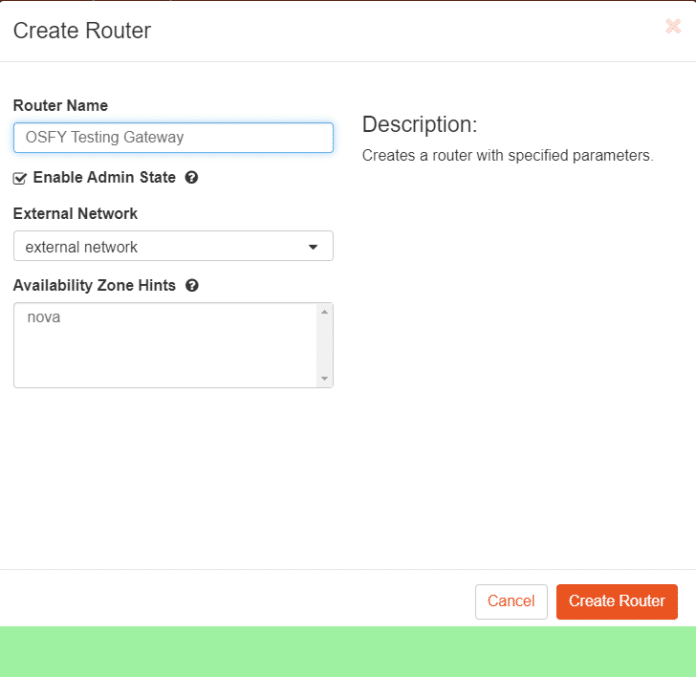 Create Router
Router Name
OSFY Testing Gateway
Enable Admin State
External Network
external network
Availability Zone Hints
nova
Description:
Creates a router with specified parameters.
Cancel
Create Router